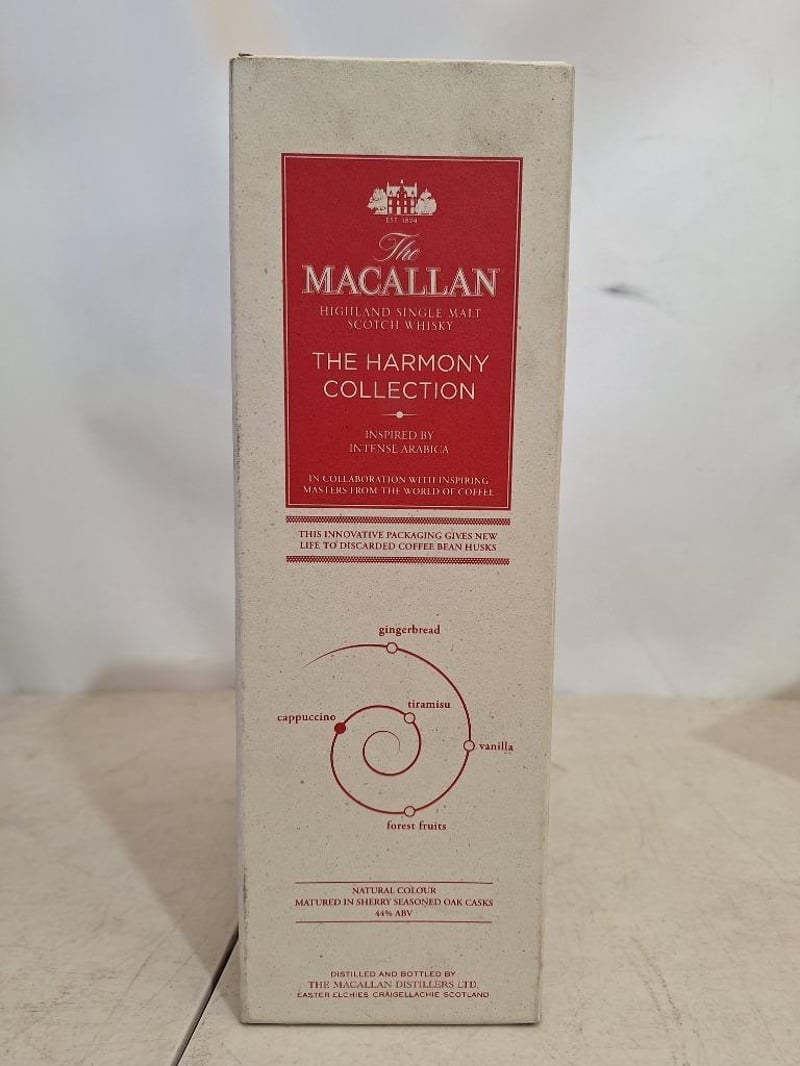 EST. 1824
The
MACALLAN
HIGHLAND SINGLE MALT
SCOTCH WHISKY
THE HARMONY
COLLECTION
INSPIRED BY
INTENSE ARABICA
IN COLLABORATION WITH INSPIRING
MASTERS FROM THE WORLD OF COFFEE
THIS INNOVATIVE PACKAGING GIVES NEW
LIFE TO DISCARDED COFFEE BEAN HUSKS
gingerbread
tiramisu
cappuccino
vanilla
forest fruits
NATURAL COLOUR
MATURED IN SHERRY SEASONED OAK CASKS
44% ABV
DISTILLED AND BOTTLED BY
THE MACALLAN DISTILLERS LTD.
EASTER ELCHIES CRAIGELLACHIE SCOTLAND